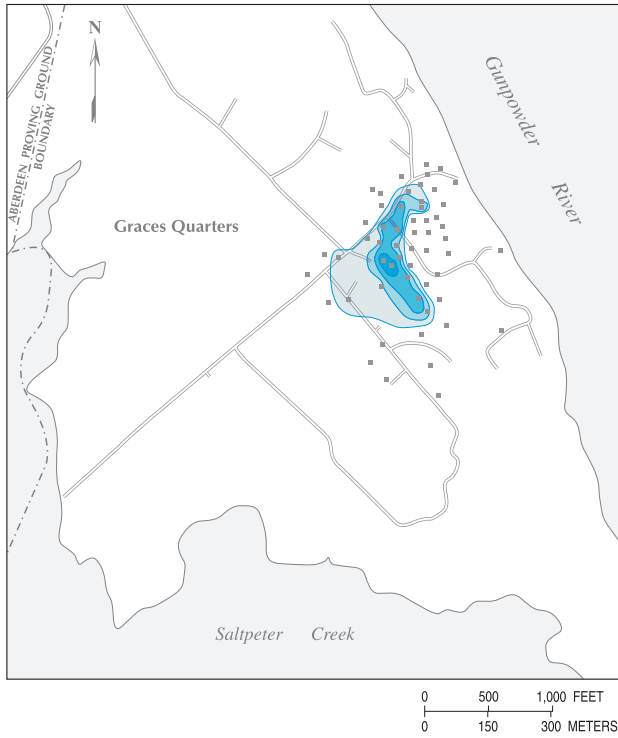 N
ABERDEEN PROVING GROUND
BOUNDARY
Gunpowder
River
Graces Quarters
Saltpeter Creek
0 500 1,000 FEET
0 150 300 METERS